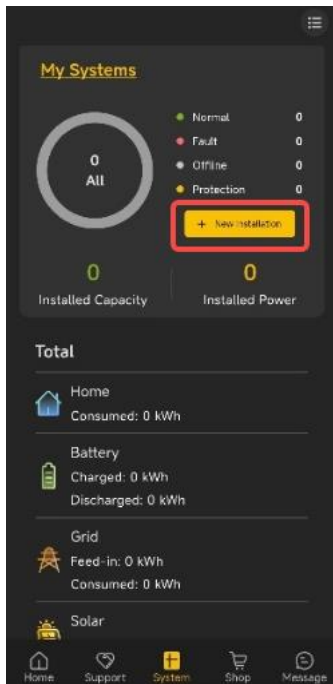 My Systems
Normal 0
Fault 0
0
All
Offline 0
Protection 0
+ New Installation
0 0
Installed Capacity Installed Power
Total
Home
Consumed: 0 kWh
Battery
Charged: 0 kWh
Discharged: 0 kWh
Grid
Feed-in: 0 kWh
Consumed: 0 kWh
Solar
Home Support System Shop Message